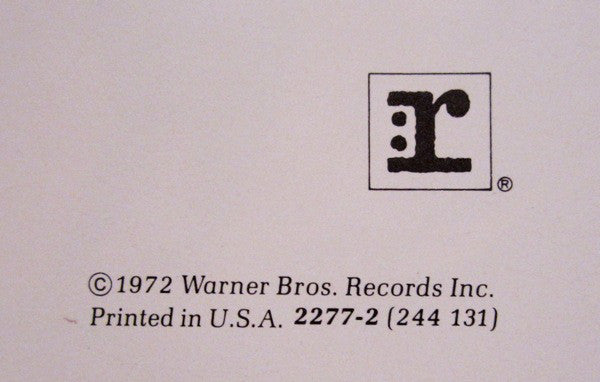 :r
®
©1972 Warner Bros. Records Inc.
Printed in U.S.A. 2277-2 (244 131)